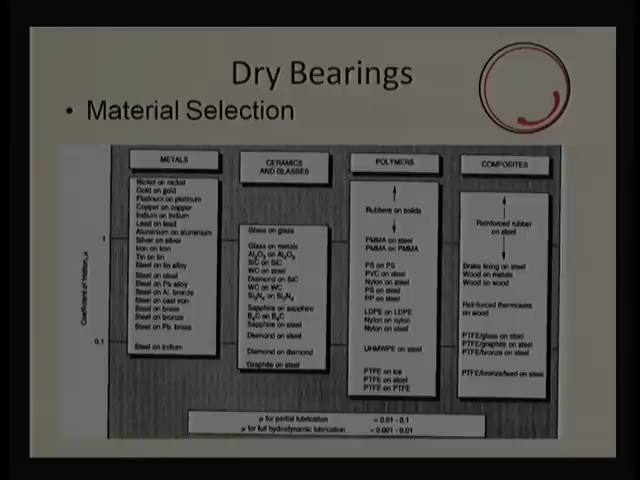 Dry Bearings
• Material Selection
METALS
Nickel on nickel
Gold on gold
Platinum on platinum
Copper on copper
Indium on indium
Lead on lead
Aluminium on aluminium
Silver on silver
Iron on iron
Tin on tin
Steel on tin alloy
Steel on steel
Steel on Pb alloy
Steel on Al. bronze
Steel on cast iron
Steel on brass
Steel on bronze
Steel on Pb. brass
Steel on indium
CERAMICS
AND GLASSES
Glass on glass
Glass on metals
Al₂O₃ on Al₂O₃
SiC on SiC
WC on steel
Diamond on SiC
WC on WC
Si₃N₄ on Si₃N₄
Sapphire on sapphire
B₄C on B₄C
Sapphire on steel
Diamond on steel
Diamond on diamond
Graphite on steel
POLYMERS
Rubbers on solids
PMMA on steel
PMMA on PMMA
PS on PS
PVC on steel
Nylon on steel
PS on steel
PP on steel
LDPE on LDPE
Nylon on nylon
Nylon on steel
UHMWPE on steel
PTFE on ice
PTFE on steel
PTFE on PTFE
COMPOSITES
Reinforced rubber
on steel
Brake lining on steel
Wood on metals
Wood on wood
Reinforced thermosets
on wood
PTFE/glass on steel
PTFE/graphite on steel
PTFE/bronze on steel
PTFE/bronze/lead on steel
Coefficient of friction, μ
1
0.1
μ for partial lubrication = 0.01 - 0.1
μ for full hydrodynamic lubrication = 0.001 - 0.01